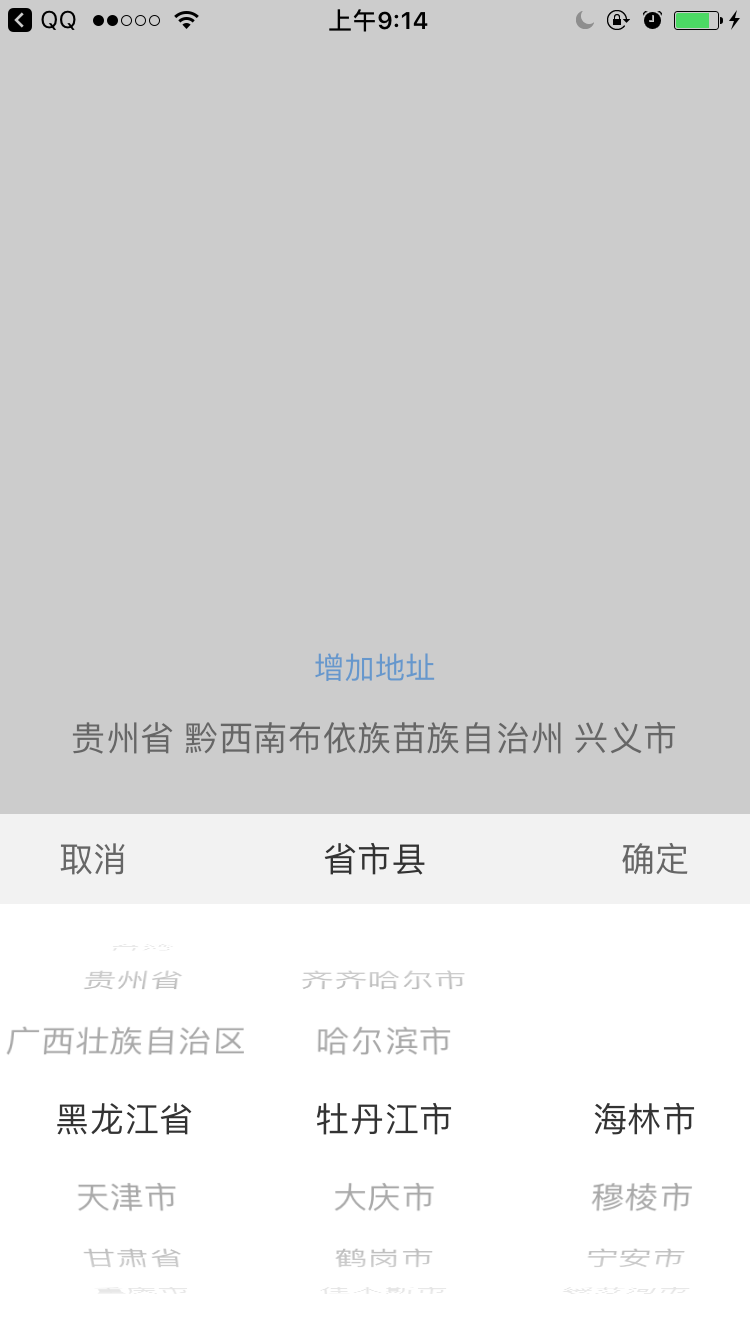 QQ 上午9:14
增加地址
贵州省 黔西南布依族苗族自治州 兴义市
取消 省市县 确定
贵州省 齐齐哈尔市
广西壮族自治区 哈尔滨市
黑龙江省 牡丹江市 海林市
天津市 大庆市 穆棱市
甘肃省 鹤岗市 宁安市